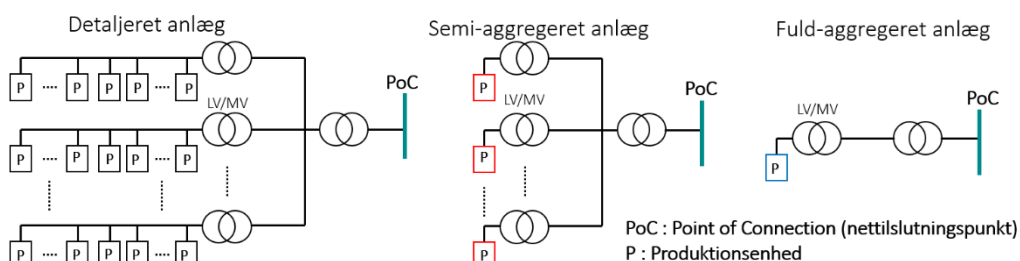 Detaljeret anlæg
PoC
LV/MV
P .... P P P .... P
P .... P P P .... P
P .... P P P .... P
Semi-aggregeret anlæg
PoC
LV/MV
P
P
P
Fuld-aggregeret anlæg
PoC
LV/MV
P
PoC : Point of Connection (nettilslutningspunkt)
P : Produktionsenhed